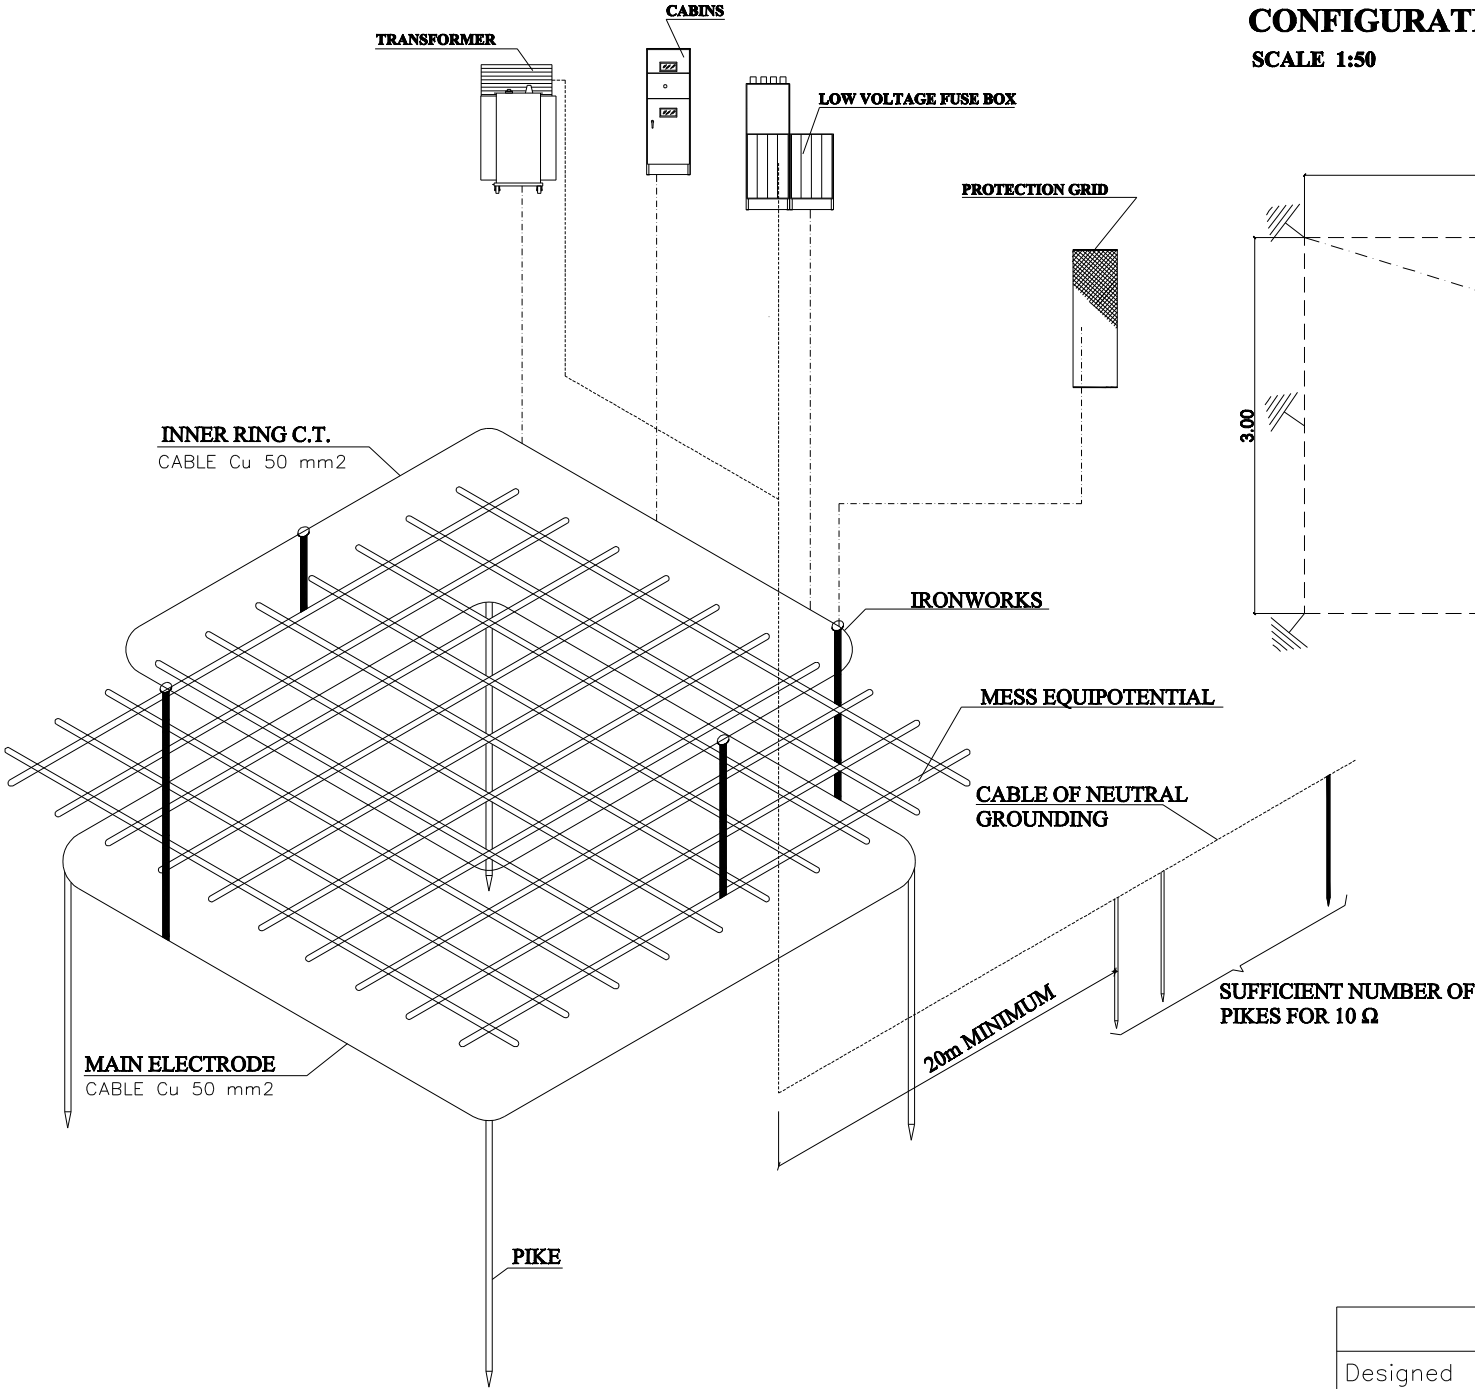 CABINS
CONFIGURATI
TRANSFORMER
SCALE 1:50
LOW VOLTAGE FUSE BOX
PROTECTION GRID
3.00
INNER RING C.T.
CABLE Cu 50 mm2
IRONWORKS
MESS EQUIPOTENTIAL
CABLE OF NEUTRAL
GROUNDING
SUFFICIENT NUMBER OF
PIKES FOR 10 Ω
20m MINIMUM
MAIN ELECTRODE
CABLE Cu 50 mm2
PIKE
Designed